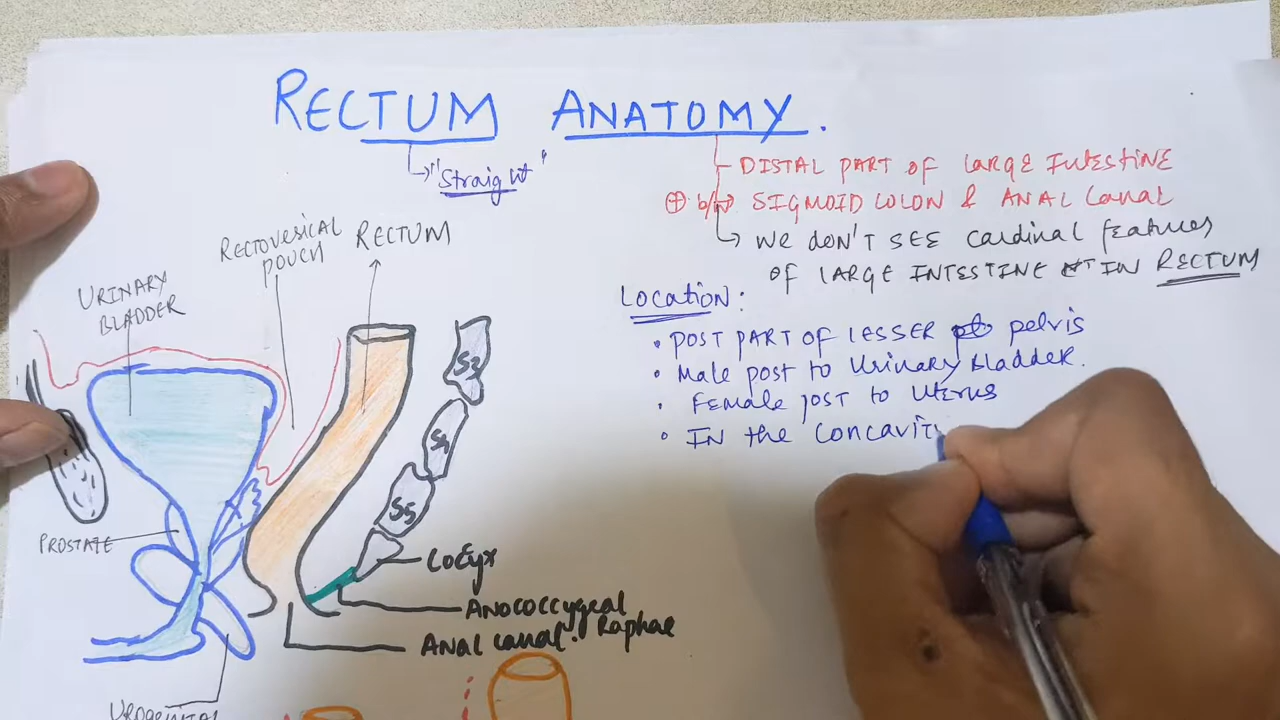 RECTUM ANATOMY.
"Straight"
DISTAL PART OF LARGE INTESTINE
⊕ b/w SIGMOID COLON & ANAL CANAL
WE DON'T SEE CARDINAL FEATURES
OF LARGE INTESTINE IN RECTUM
LOCATION:
• POST PART OF LESSER pelvis
• Male post to Urinary Bladder.
• FEMALE POST to UTERUS
• IN the CONCAVITY
RECTOVESICAL
POUCH
RECTUM
URINARY
BLADDER
S3
S4
S5
PROSTATE
CoCyx
ANOCOCCYGEAL
Raphae
ANAL CANAL.
UROGENITAL